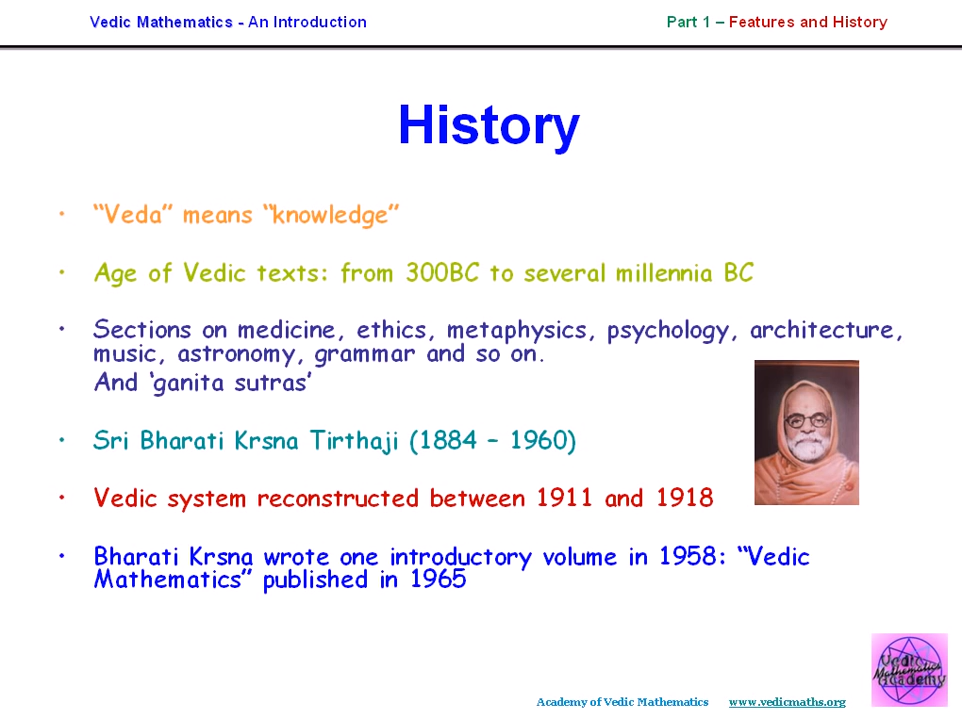 Vedic Mathematics - An Introduction
Part 1 – Features and History
History
• “Veda” means “knowledge”
• Age of Vedic texts: from 300BC to several millennia BC
• Sections on medicine, ethics, metaphysics, psychology, architecture,
music, astronomy, grammar and so on.
And ‘ganita sutras’
• Sri Bharati Krsna Tirthaji (1884 – 1960)
• Vedic system reconstructed between 1911 and 1918
• Bharati Krsna wrote one introductory volume in 1958: “Vedic
Mathematics” published in 1965
Vedic
Mathematics
Academy
Academy of Vedic Mathematics www.vedicmaths.org